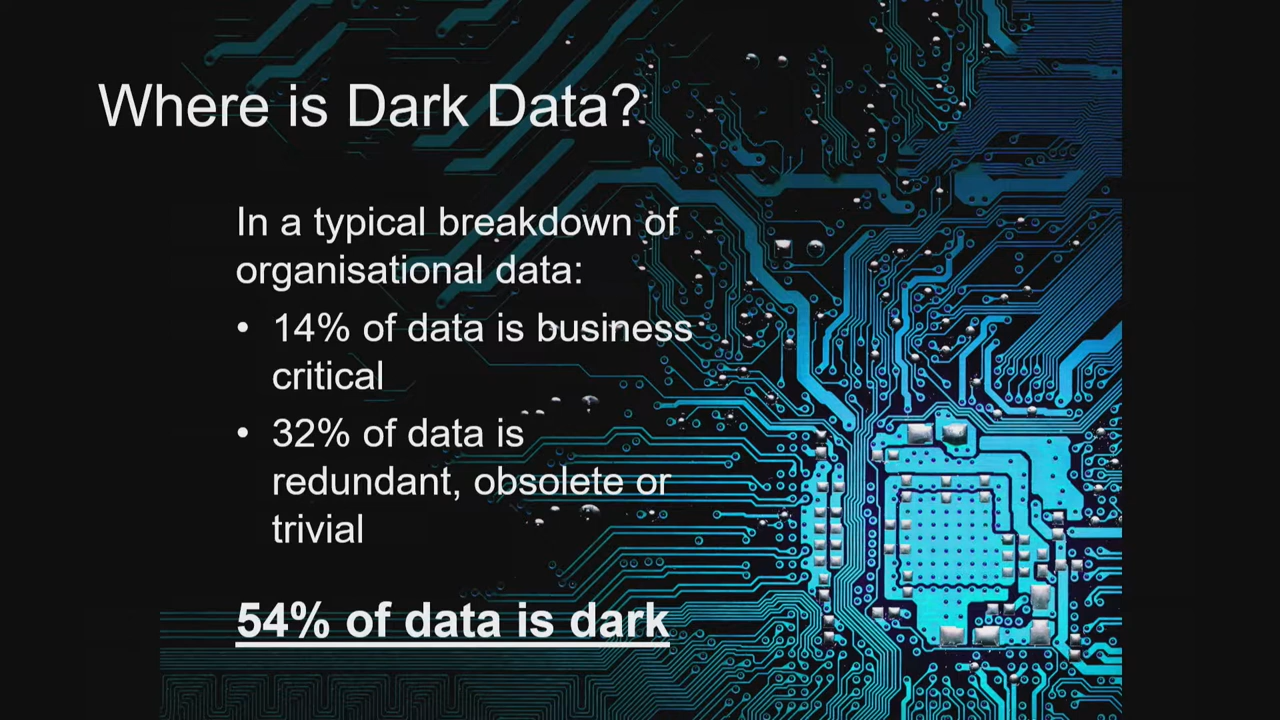 Where is Dark Data?
In a typical breakdown of
organisational data:
• 14% of data is business
critical
• 32% of data is
redundant, obsolete or
trivial
54% of data is dark